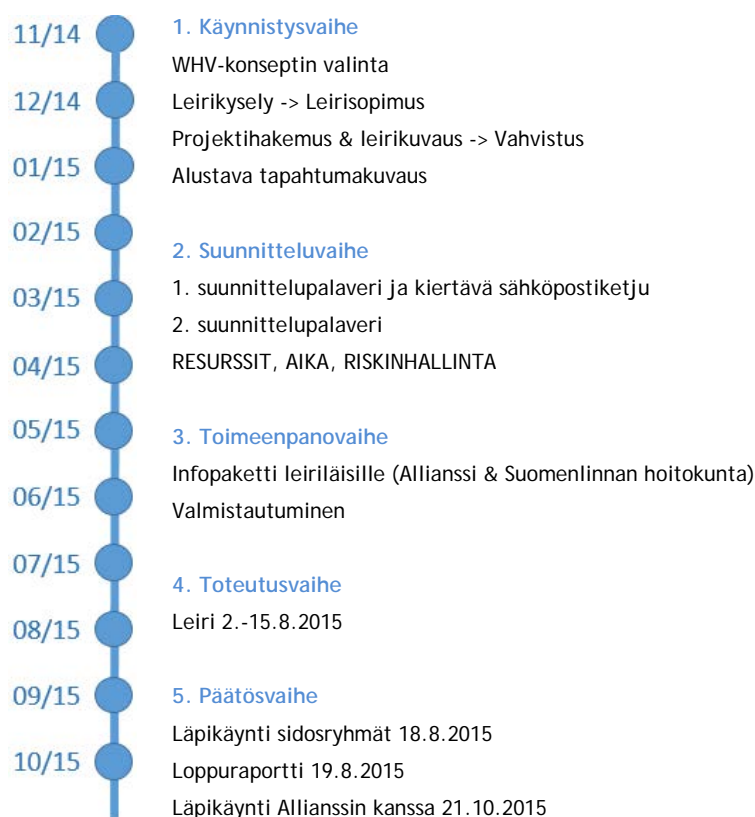 11/14
12/14
01/15
02/15
03/15
04/15
05/15
06/15
07/15
08/15
09/15
10/15
1. Käynnistysvaihe
WHV-konseptin valinta
Leirikysely -> Leirisopimus
Projektihakemus & leirikuvaus -> Vahvistus
Alustava tapahtumakuvaus
2. Suunnitteluvaihe
1. suunnittelupalaveri ja kiertävä sähköpostiketju
2. suunnittelupalaveri
RESURSSIT, AIKA, RISKINHALLINTA
3. Toimeenpanovaihe
Infopaketti leiriläisille (Allianssi & Suomenlinnan hoitokunta)
Valmistautuminen
4. Toteutusvaihe
Leiri 2.-15.8.2015
5. Päätösvaihe
Läpikäynti sidosryhmät 18.8.2015
Loppuraportti 19.8.2015
Läpikäynti Allianssin kanssa 21.10.2015